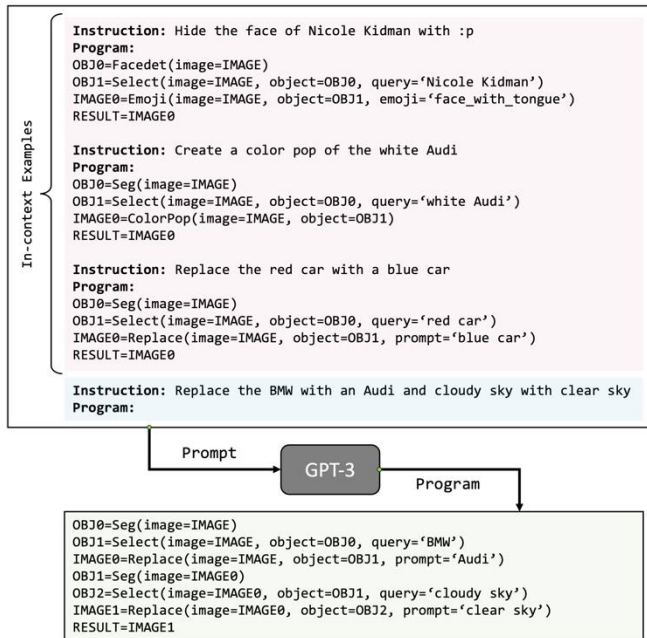 In-context Examples
Instruction: Hide the face of Nicole Kidman with :p
Program:
OBJ0=Facedet(image=IMAGE)
OBJ1=Select(image=IMAGE, object=OBJ0, query=‘Nicole Kidman’)
IMAGE0=Emoji(image=IMAGE, object=OBJ1, emoji=‘face_with_tongue’)
RESULT=IMAGE0
Instruction: Create a color pop of the white Audi
Program:
OBJ0=Seg(image=IMAGE)
OBJ1=Select(image=IMAGE, object=OBJ0, query=‘white Audi’)
IMAGE0=ColorPop(image=IMAGE, object=OBJ1)
RESULT=IMAGE0
Instruction: Replace the red car with a blue car
Program:
OBJ0=Seg(image=IMAGE)
OBJ1=Select(image=IMAGE, object=OBJ0, query=‘red car’)
IMAGE0=Replace(image=IMAGE, object=OBJ1, prompt=‘blue car’)
RESULT=IMAGE0
Instruction: Replace the BMW with an Audi and cloudy sky with clear sky
Program:
Prompt
GPT-3
Program
OBJ0=Seg(image=IMAGE)
OBJ1=Select(image=IMAGE, object=OBJ0, query=‘BMW’)
IMAGE0=Replace(image=IMAGE, object=OBJ1, prompt=‘Audi’)
OBJ1=Seg(image=IMAGE0)
OBJ2=Select(image=IMAGE0, object=OBJ1, query=‘cloudy sky’)
IMAGE1=Replace(image=IMAGE0, object=OBJ2, prompt=‘clear sky’)
RESULT=IMAGE1